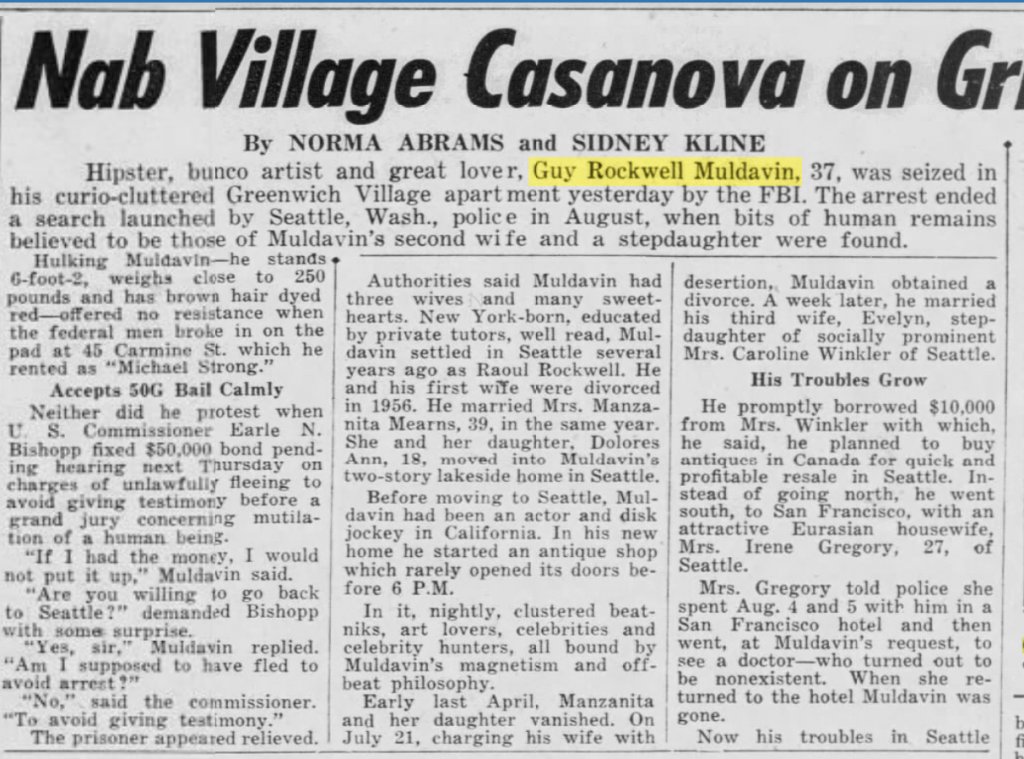 Nab Village Casanova on Gr
By NORMA ABRAMS and SIDNEY KLINE
Hipster, bunco artist and great lover, Guy Rockwell Muldavin, 37, was seized in
his curio-cluttered Greenwich Village apartment yesterday by the FBI. The arrest ended
a search launched by Seattle, Wash., police in August, when bits of human remains
believed to be those of Muldavin's second wife and a stepdaughter were found.
Hulking Muldavin—he stands
6-foot-2, weighs close to 250
pounds and has brown hair dyed
red—offered no resistance when
the federal men broke in on the
pad at 45 Carmine St. which he
rented as "Michael Strong."
Accepts 50G Bail Calmly
Neither did he protest when
U. S. Commissioner Earle N.
Bishopp fixed $50,000 bond pend-
ing hearing next Thursday on
charges of unlawfully fleeing to
avoid giving testimony before a
grand jury concerning mutila-
tion of a human being.
"If I had the money, I would
not put it up," Muldavin said.
"Are you willing to go back
to Seattle?" demanded Bishopp
with some surprise.
"Yes, sir," Muldavin replied.
"Am I supposed to have fled to
avoid arrest?"
"No," said the commissioner.
"To avoid giving testimony."
The prisoner appeared relieved.
Authorities said Muldavin had
three wives and many sweet-
hearts. New York-born, educated
by private tutors, well read, Mul-
davin settled in Seattle several
years ago as Raoul Rockwell. He
and his first wife were divorced
in 1956. He married Mrs. Manza-
nita Mearns, 39, in the same year.
She and her daughter, Dolores
Ann, 18, moved into Muldavin's
two-story lakeside home in Seattle.
Before moving to Seattle, Mul-
davin had been an actor and disk
jockey in California. In his new
home he started an antique shop
which rarely opened its doors be-
fore 6 P.M.
In it, nightly, clustered beat-
niks, art lovers, celebrities and
celebrity hunters, all bound by
Muldavin's magnetism and off-
beat philosophy.
Early last April, Manzanita
and her daughter vanished. On
July 21, charging his wife with
desertion, Muldavin obtained a
divorce. A week later, he married
his third wife, Evelyn, step-
daughter of socially prominent
Mrs. Caroline Winkler of Seattle.
His Troubles Grow
He promptly borrowed $10,000
from Mrs. Winkler with which,
he said, he planned to buy
antiques in Canada for quick and
profitable resale in Seattle. In-
stead of going north, he went
south, to San Francisco, with an
attractive Eurasian housewife,
Mrs. Irene Gregory, 27, of
Seattle.
Mrs. Gregory told police she
spent Aug. 4 and 5 with him in a
San Francisco hotel and then
went, at Muldavin's request, to
see a doctor—who turned out to
be nonexistent. When she re-
turned to the hotel Muldavin was
gone.
Now his troubles in Seattle